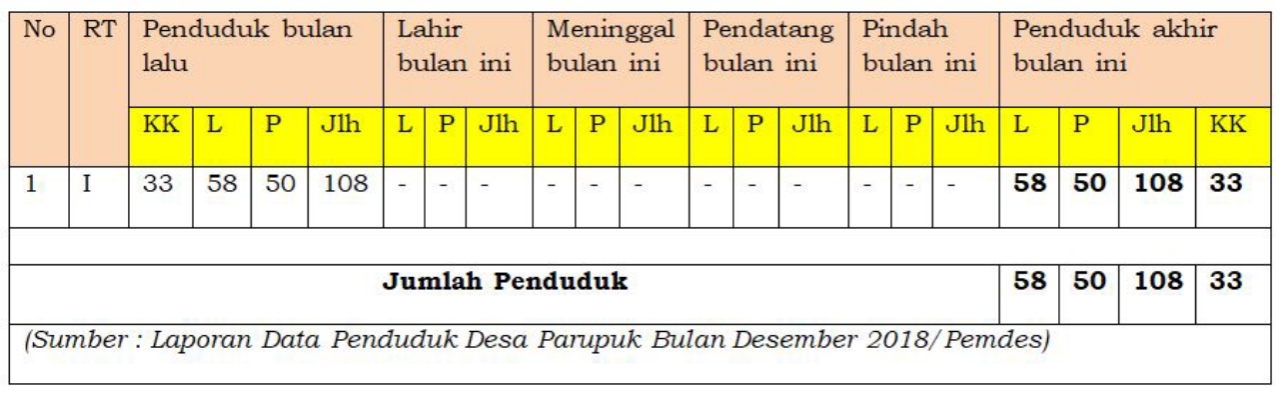 No RT Penduduk bulan lalu Lahir bulan ini Meninggal bulan ini Pendatang bulan ini Pindah bulan ini Penduduk akhir bulan ini
KK L P Jlh L P Jlh L P Jlh L P Jlh L P Jlh L P Jlh KK
1 I 33 58 50 108 - - - - - - - - - - - - 58 50 108 33
Jumlah Penduduk 58 50 108 33
(Sumber : Laporan Data Penduduk Desa Parupuk Bulan Desember 2018/Pemdes)